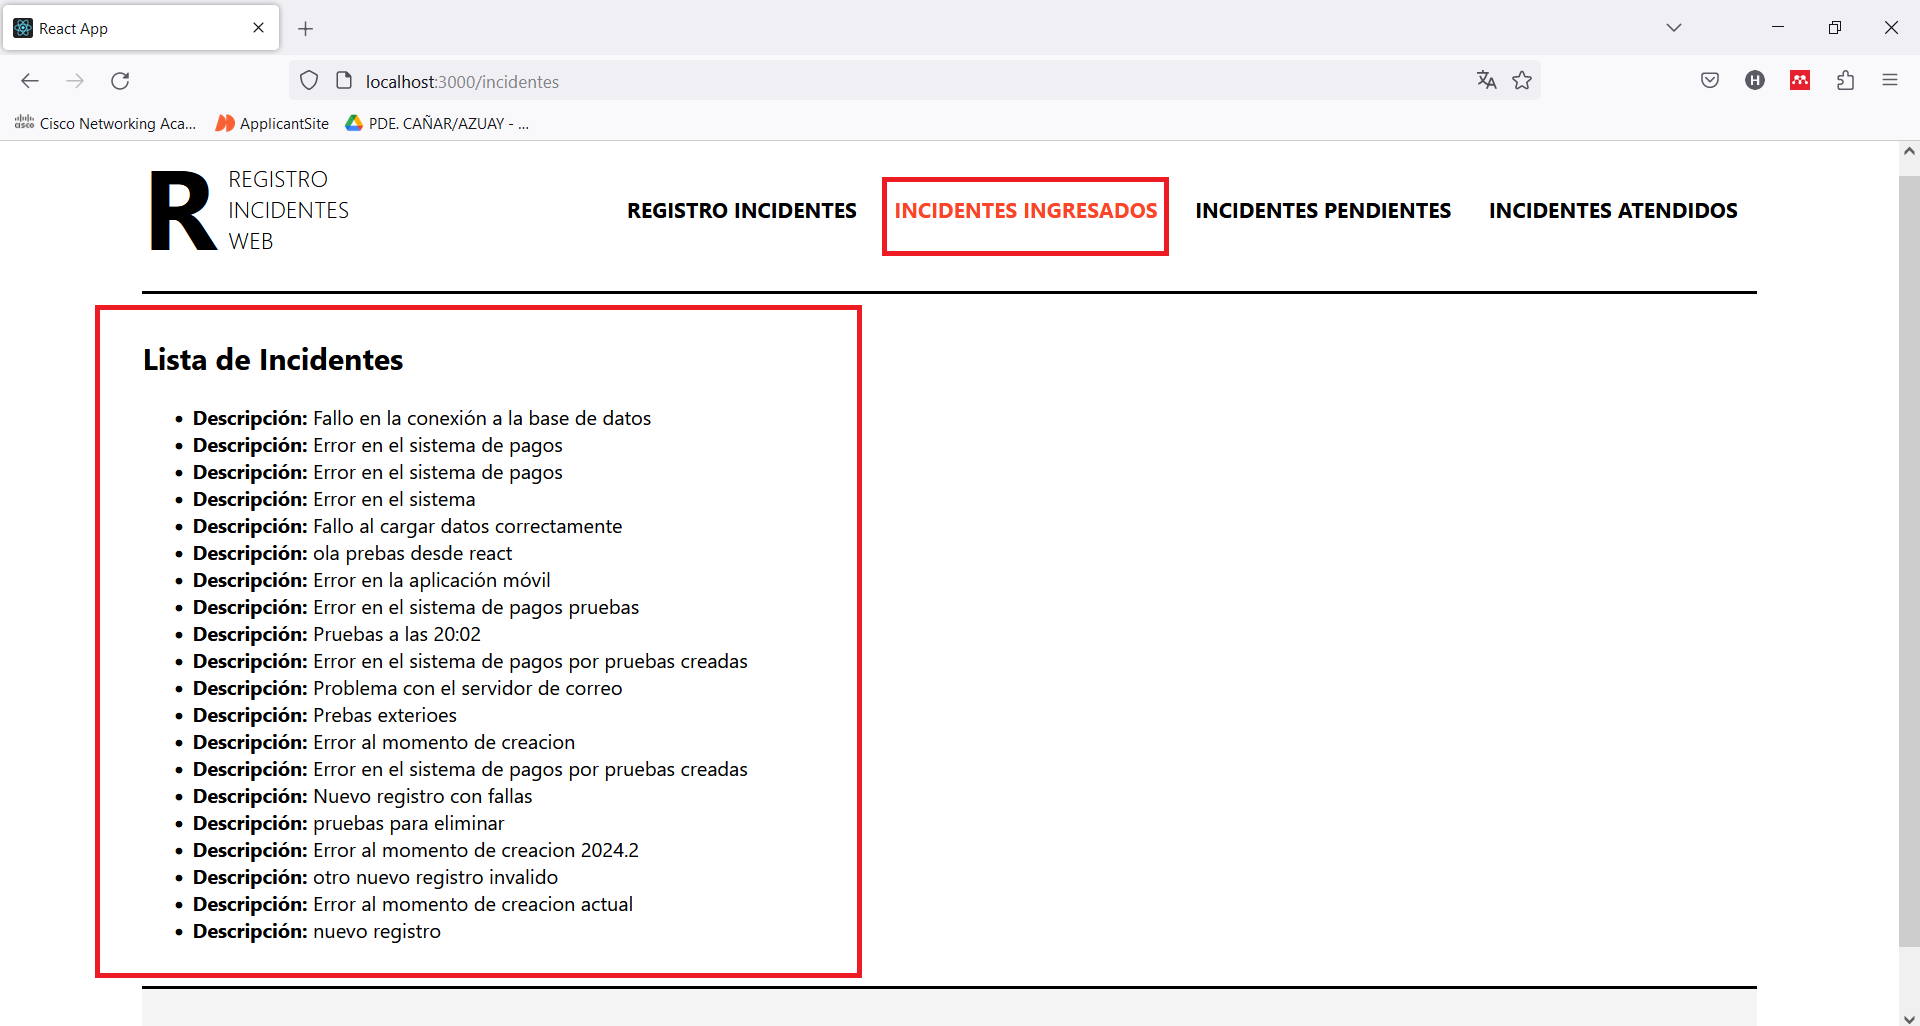 React App
localhost:3000/incidentes
H
Cisco Networking Aca...
ApplicantSite
PDE. CAÑAR/AZUAY - ...
R
REGISTRO
INCIDENTES
WEB
REGISTRO INCIDENTES
INCIDENTES INGRESADOS
INCIDENTES PENDIENTES
INCIDENTES ATENDIDOS
Lista de Incidentes
Descripción: Fallo en la conexión a la base de datos
Descripción: Error en el sistema de pagos
Descripción: Error en el sistema de pagos
Descripción: Error en el sistema
Descripción: Fallo al cargar datos correctamente
Descripción: ola prebas desde react
Descripción: Error en la aplicación móvil
Descripción: Error en el sistema de pagos pruebas
Descripción: Pruebas a las 20:02
Descripción: Error en el sistema de pagos por pruebas creadas
Descripción: Problema con el servidor de correo
Descripción: Prebas exterioes
Descripción: Error al momento de creacion
Descripción: Error en el sistema de pagos por pruebas creadas
Descripción: Nuevo registro con fallas
Descripción: pruebas para eliminar
Descripción: Error al momento de creacion 2024.2
Descripción: otro nuevo registro invalido
Descripción: Error al momento de creacion actual
Descripción: nuevo registro